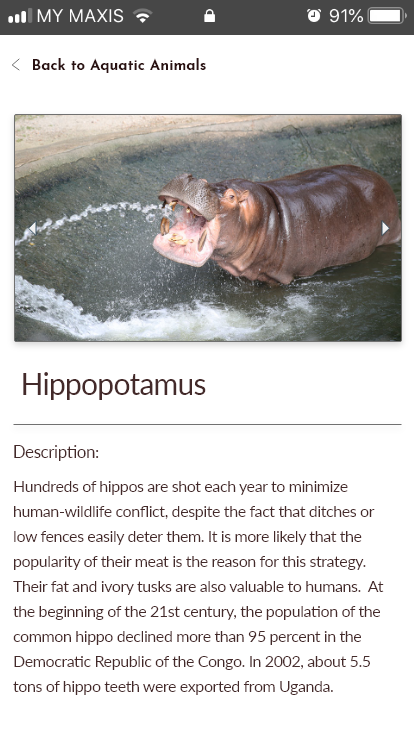 MY MAXIS 91%
Back to Aquatic Animals
Hippopotamus
Description:
Hundreds of hippos are shot each year to minimize
human-wildlife conflict, despite the fact that ditches or
low fences easily deter them. It is more likely that the
popularity of their meat is the reason for this strategy.
Their fat and ivory tusks are also valuable to humans.  At
the beginning of the 21st century, the population of the
common hippo declined more than 95 percent in the
Democratic Republic of the Congo. In 2002, about 5.5
tons of hippo teeth were exported from Uganda.